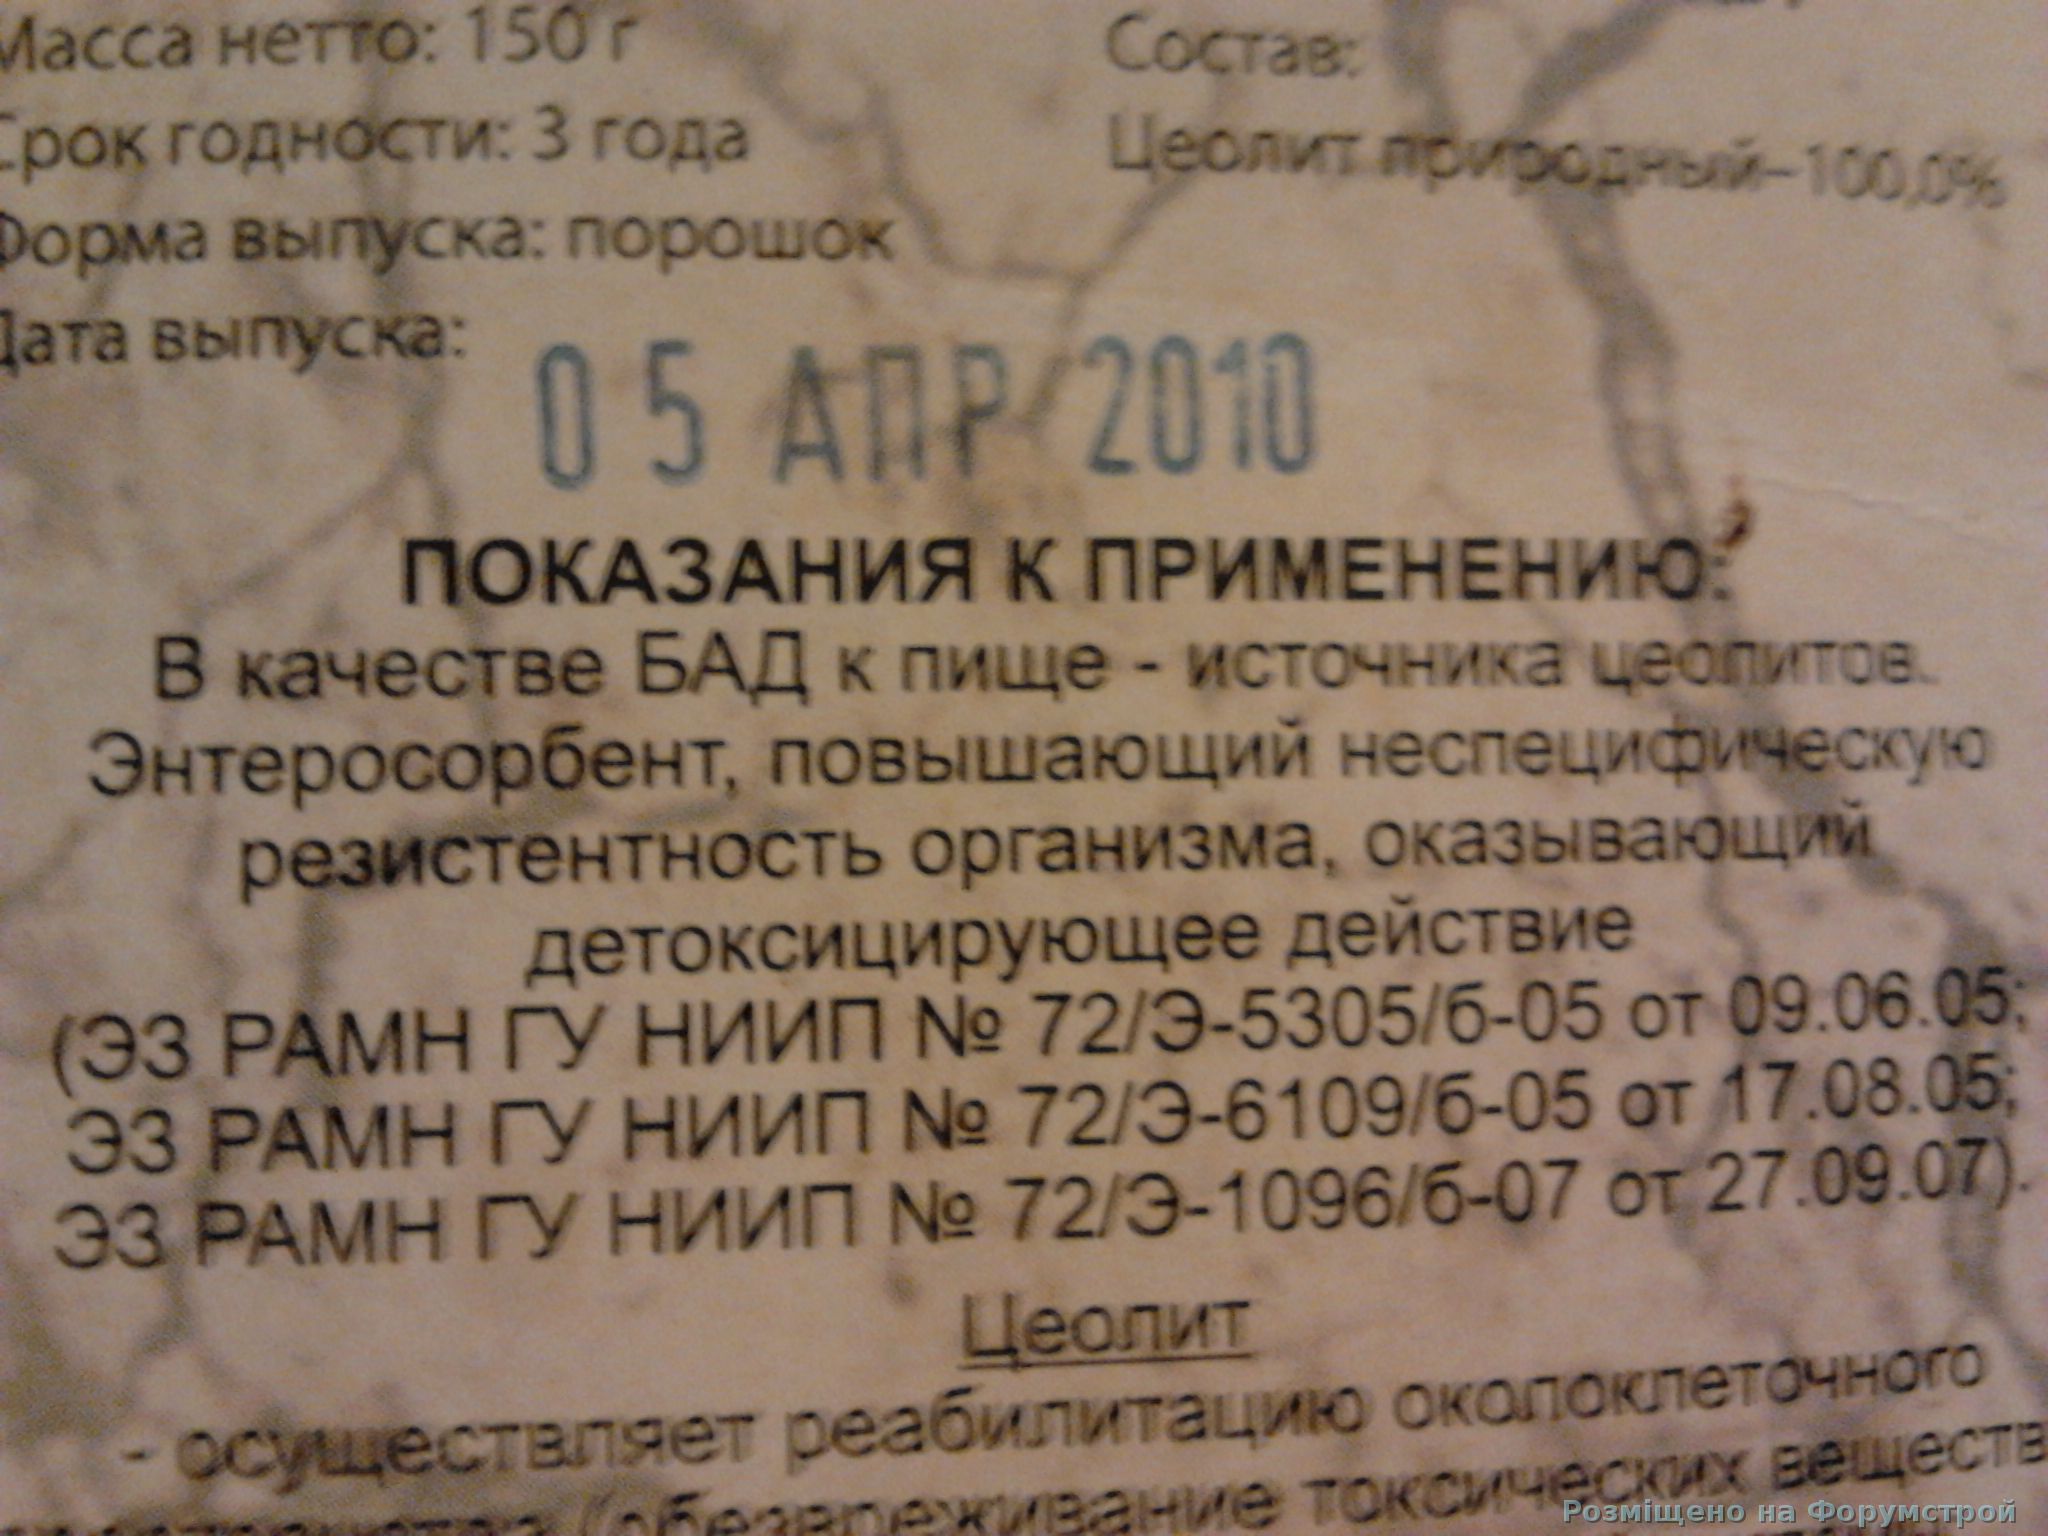 Масса нетто: 150 г
Срок годности: 3 года
Форма выпуска: порошок
Дата выпуска:
05 АПР 2010
Состав:
Цеолит природный–100,0%
ПОКАЗАНИЯ К ПРИМЕНЕНИЮ:
В качестве БАД к пище - источника цеолитов.
Энтеросорбент, повышающий неспецифическую
резистентность организма, оказывающий
детоксицирующее действие
(ЭЗ РАМН ГУ НИИП № 72/Э-5305/б-05 от 09.06.05;
ЭЗ РАМН ГУ НИИП № 72/Э-6109/б-05 от 17.08.05;
ЭЗ РАМН ГУ НИИП № 72/Э-1096/б-07 от 27.09.07).
Цеолит
- осуществляет реабилитацию околоклеточного
(обезвреживание токсических веществ
Розміщено на Форумстрой